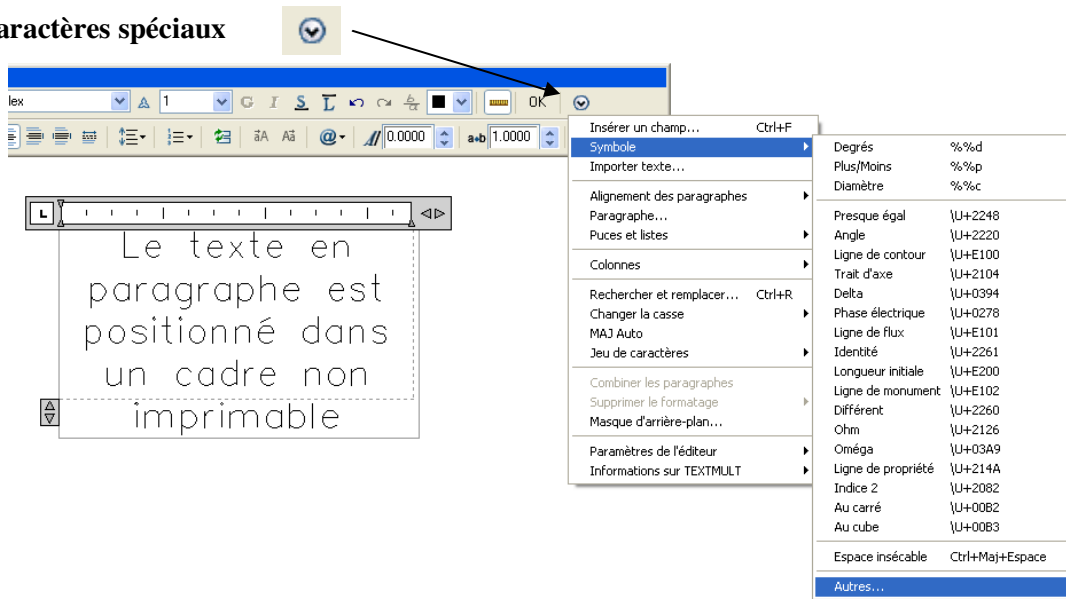 aractères spéciaux
lex 1 G I S L OK
āA Aā @ 0.0000 a+b 1.0000
L
Le texte en
paragraphe est
positionné dans
un cadre non
imprimable
Insérer un champ... Ctrl+F
Symbole
Importer texte...
Alignement des paragraphes
Paragraphe...
Puces et listes
Colonnes
Rechercher et remplacer... Ctrl+R
Changer la casse
MAJ Auto
Jeu de caractères
Combiner les paragraphes
Supprimer le formatage
Masque d'arrière-plan...
Paramètres de l'éditeur
Informations sur TEXTMULT
Degrés %%d
Plus/Moins %%p
Diamètre %%c
Presque égal \U+2248
Angle \U+2220
Ligne de contour \U+E100
Trait d'axe \U+2104
Delta \U+0394
Phase électrique \U+0278
Ligne de flux \U+E101
Identité \U+2261
Longueur initiale \U+E200
Ligne de monument \U+E102
Différent \U+2260
Ohm \U+2126
Oméga \U+03A9
Ligne de propriété \U+214A
Indice 2 \U+2082
Au carré \U+00B2
Au cube \U+00B3
Espace insécable Ctrl+Maj+Espace
Autres...